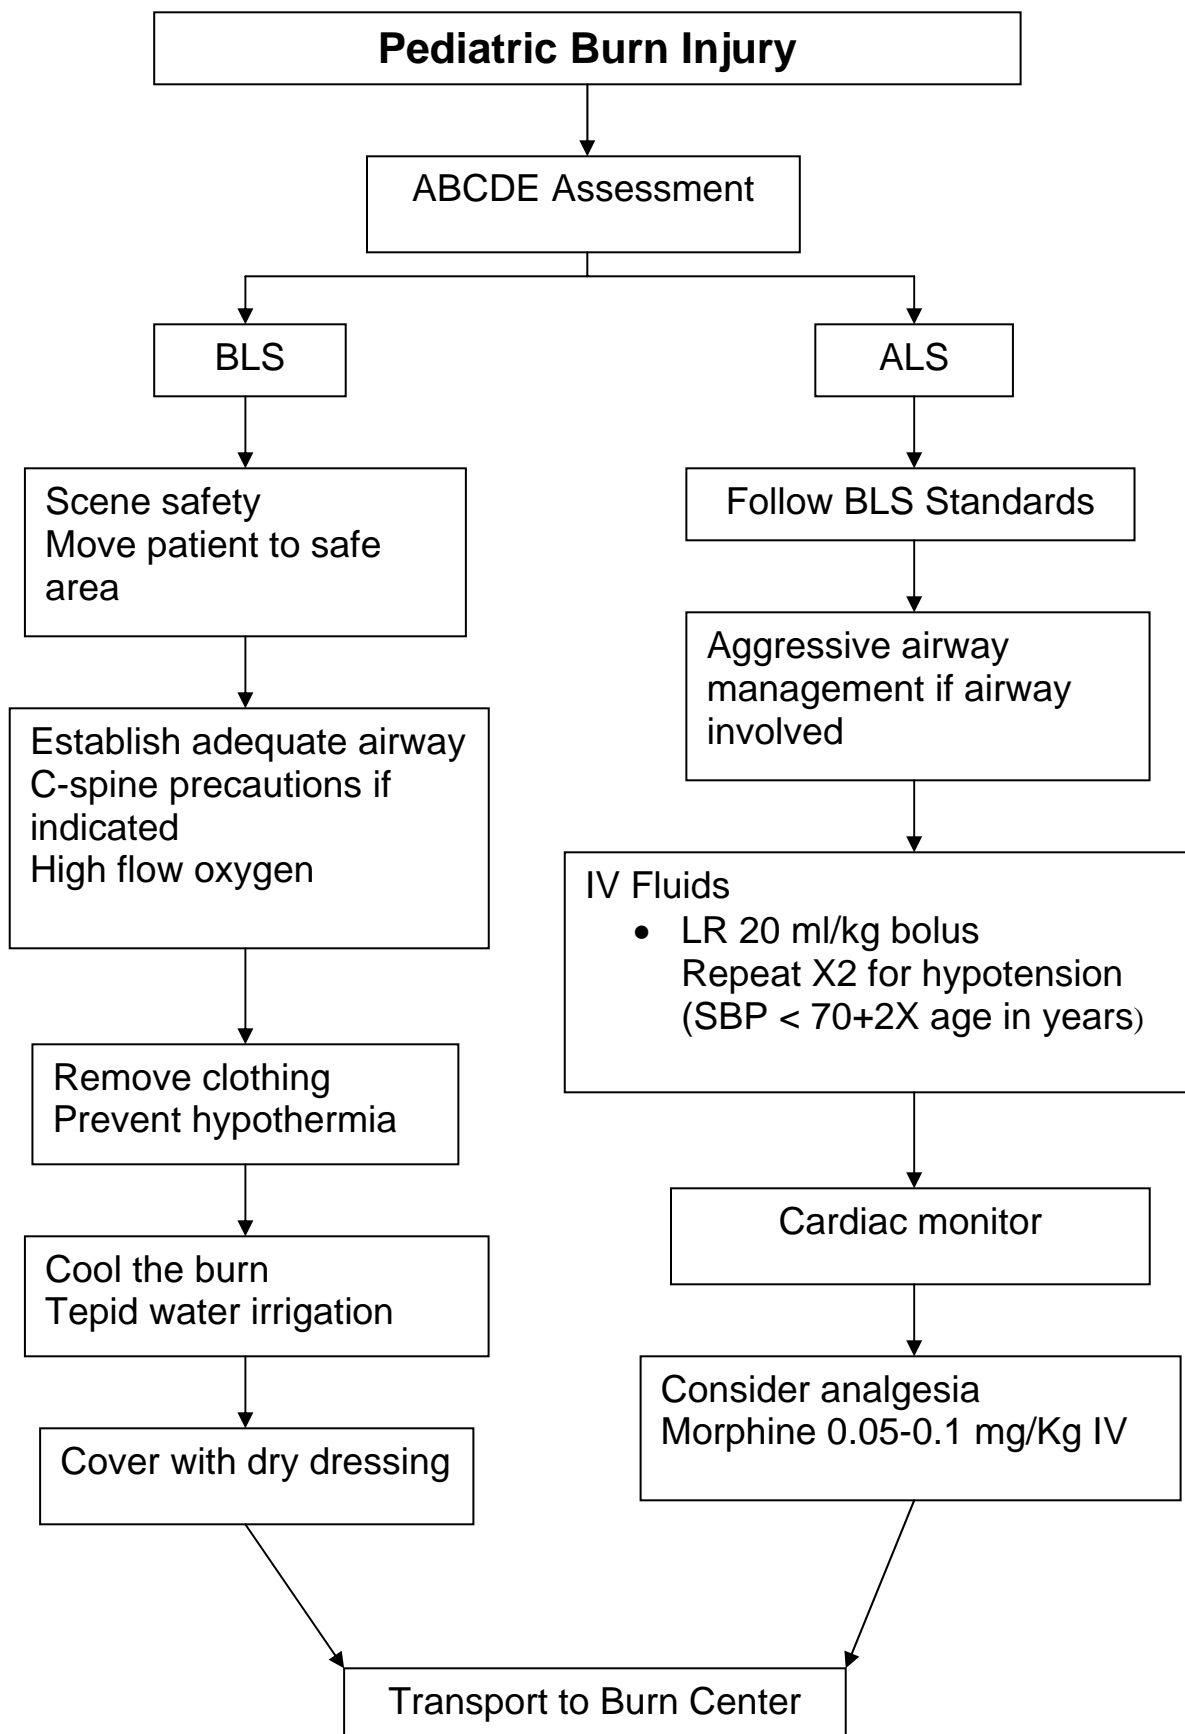 Pediatric Burn Injury
ABCDE Assessment
BLS
Scene safety
Move patient to safe
area
Establish adequate airway
C-spine precautions if
indicated
High flow oxygen
Remove clothing
Prevent hypothermia
Cool the burn
Tepid water irrigation
Cover with dry dressing
ALS
Follow BLS Standards
Aggressive airway
management if airway
involved
IV Fluids
• LR 20 ml/kg bolus
Repeat X2 for hypotension
(SBP < 70+2X age in years)
Cardiac monitor
Consider analgesia
Morphine 0.05-0.1 mg/Kg IV
Transport to Burn Center